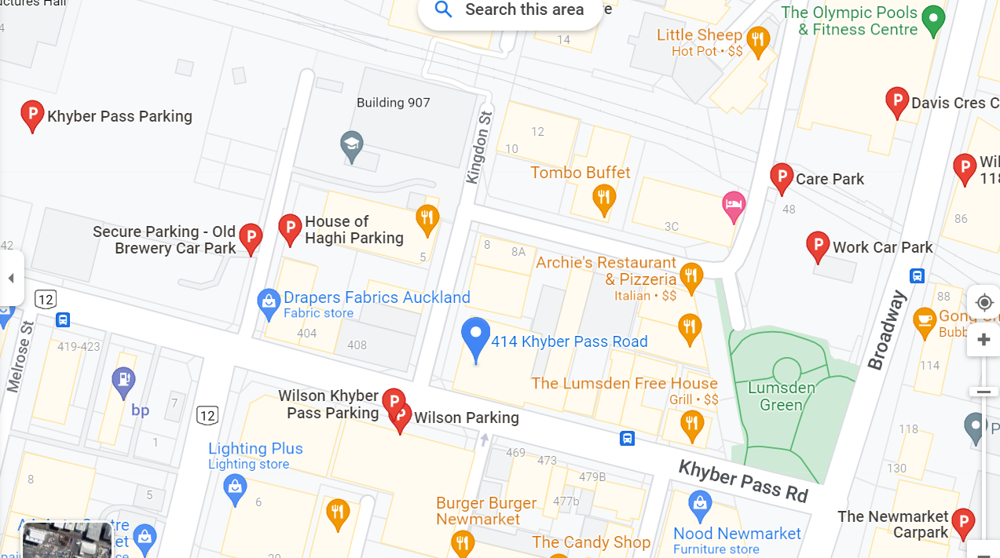 uctures Hall
Search this area
e
The Olympic Pools
& Fitness Centre
4
14
Little Sheep
Hot Pot • $$
Building 907
P
Khyber Pass Parking
P
Davis Cres C
12
10
Kingdon St
Tombo Buffet
P
Wil
118
P
Care Park
48
86
3C
House of
Haghi Parking
P
Secure Parking - Old
Brewery Car Park
P
42
5
8
8A
P
Work Car Park
Archie's Restaurant
& Pizzeria
Italian • $$
12
Drapers Fabrics Auckland
Fabric store
88
Gong
Bubb
404
408
419-423
Melrose St
414 Khyber Pass Road
Broadway
114
bp
7
12
Wilson Khyber
Pass Parking
P
P
Wilson Parking
The Lumsden Free House
Grill • $$
Lumsden
Green
P
118
1
Lighting Plus
Lighting store
469
473
479B
477b
Khyber Pass Rd
130
8
5
6
Burger Burger
Newmarket
The Candy Shop
Nood Newmarket
Furniture store
The Newmarket
Carpark
P